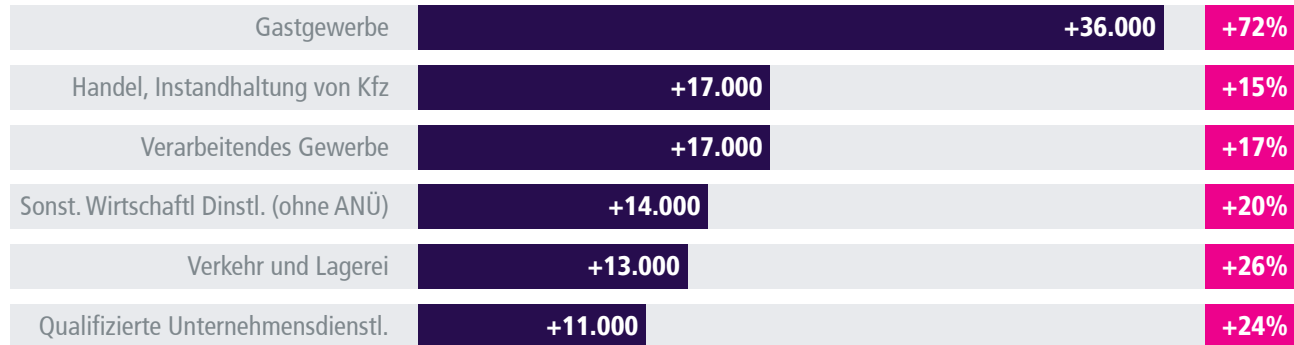 Gastgewerbe +36.000 +72%
Handel, Instandhaltung von Kfz +17.000 +15%
Verarbeitendes Gewerbe +17.000 +17%
Sonst. Wirtschaftl Dinstl. (ohne ANÜ) +14.000 +20%
Verkehr und Lagerei +13.000 +26%
Qualifizierte Unternehmensdienstl. +11.000 +24%